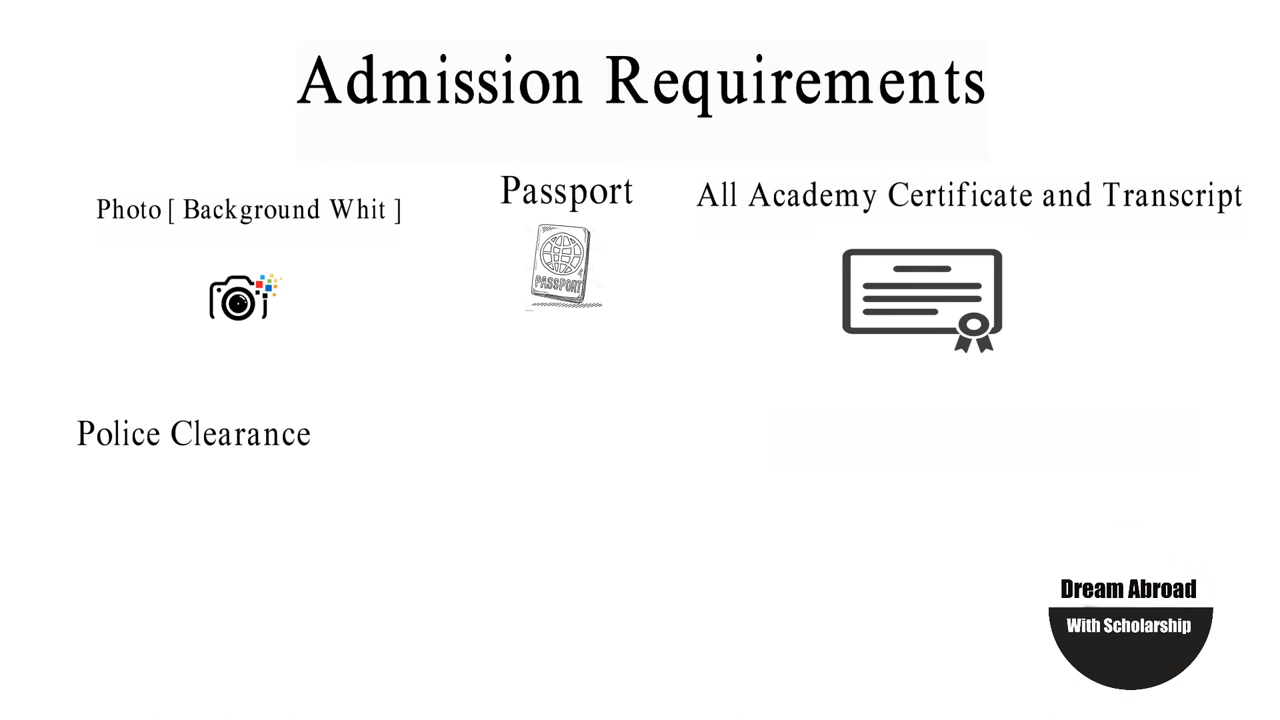 Admission Requirements
Photo [ Background Whit ]
Passport
All Academy Certificate and Transcript
PASSPORT
Police Clearance
Dream Abroad
With Scholarship